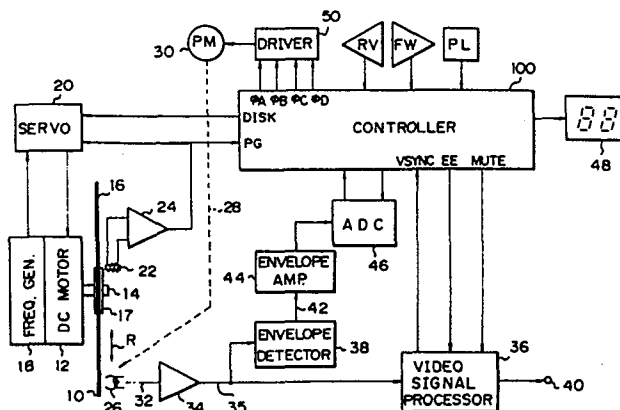 50
PM
DRIVER
RV
FW
PL
30
100
20
φA φB φC φD
DISK
SERVO
CONTROLLER
88
PG
VSYNC EE MUTE
48
16
24
28
ADC
46
22
44
ENVELOPE AMP.
14
42
17
FREQ. GEN.
DC MOTOR
R
ENVELOPE DETECTOR
38
36
VIDEO SIGNAL PROCESSOR
40
18
12
10
26
32
34
35